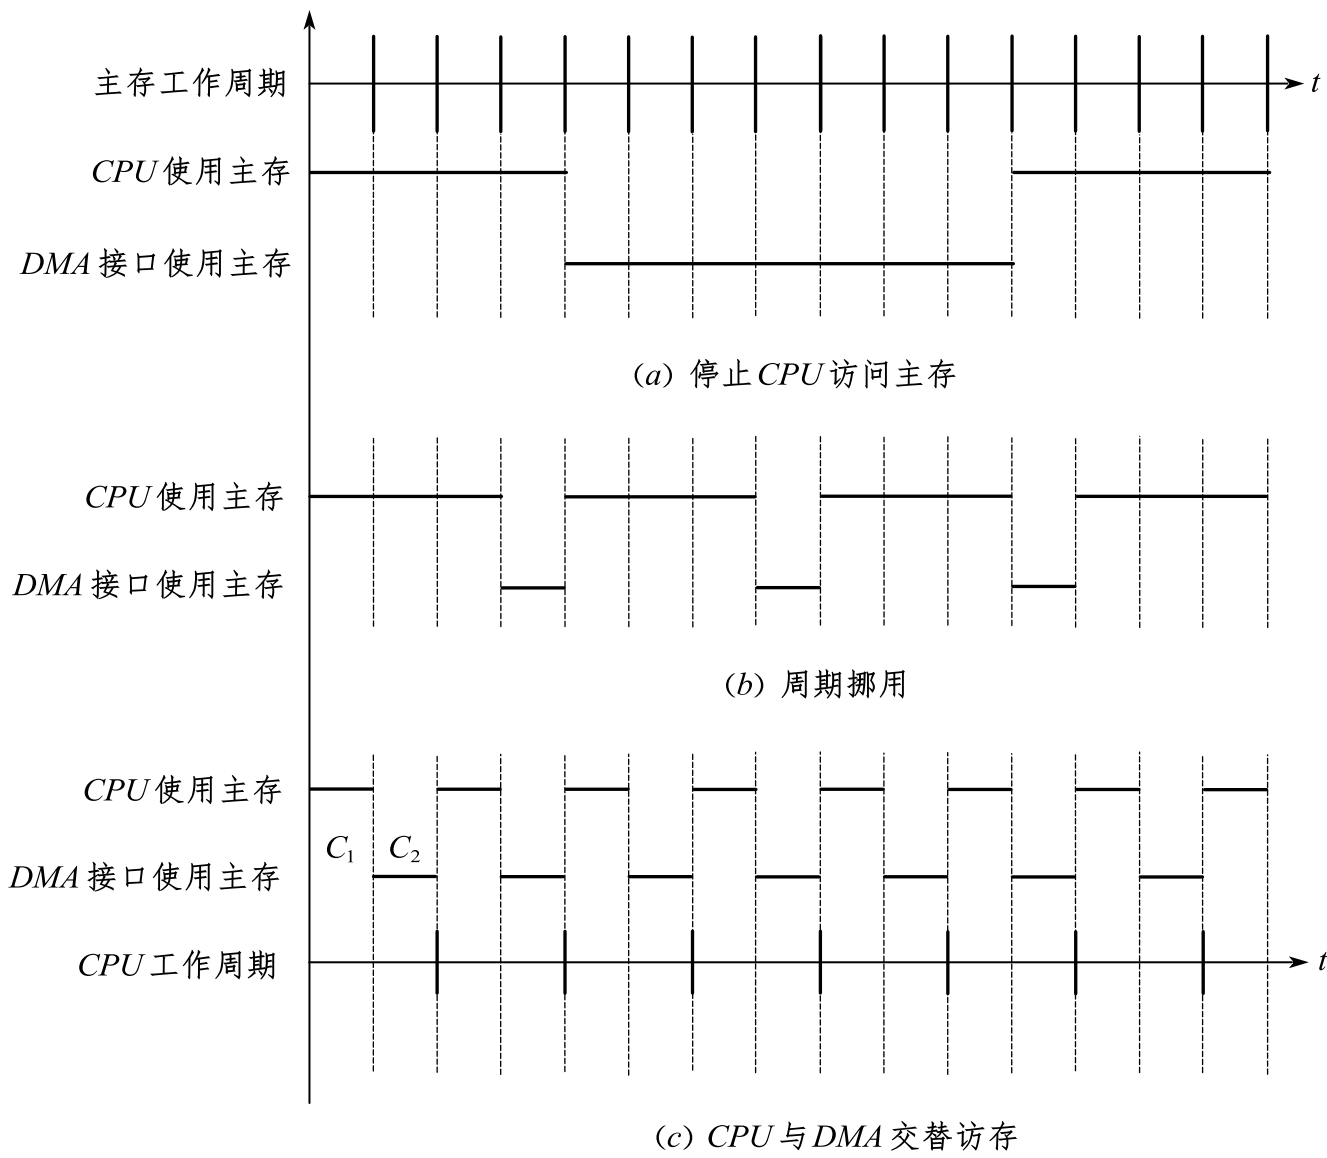 主存工作周期
t
CPU使用主存
DMA接口使用主存
(a) 停止CPU访问主存
CPU使用主存
DMA接口使用主存
(b) 周期挪用
CPU使用主存
C₁ C₂
DMA接口使用主存
CPU工作周期
t
(c) CPU与DMA交替访存